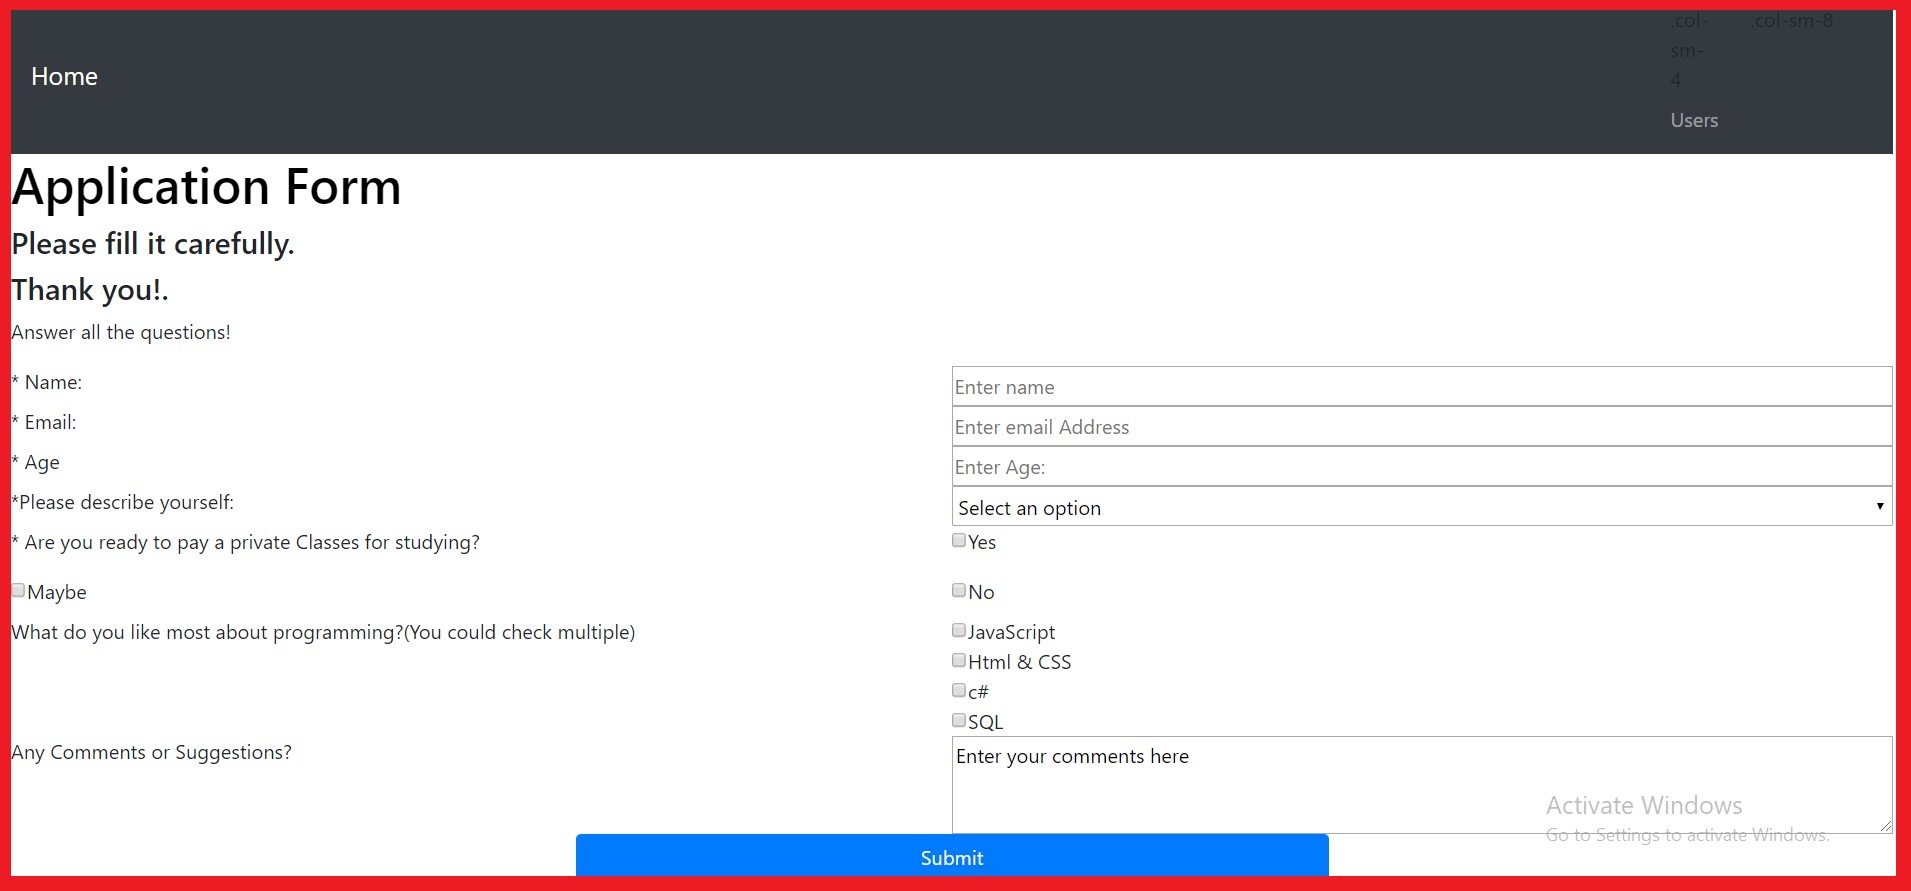 .col-sm-8
.col-
sm-
4
Home
Users
Application Form
Please fill it carefully.
Thank you!.
Answer all the questions!
* Name:
Enter name
* Email:
Enter email Address
* Age
Enter Age:
*Please describe yourself:
Select an option
* Are you ready to pay a private Classes for studying?
Yes
Maybe
No
What do you like most about programming?(You could check multiple)
JavaScript
Html & CSS
c#
SQL
Any Comments or Suggestions?
Enter your comments here
Activate Windows
Go to Settings to activate Windows.
Submit